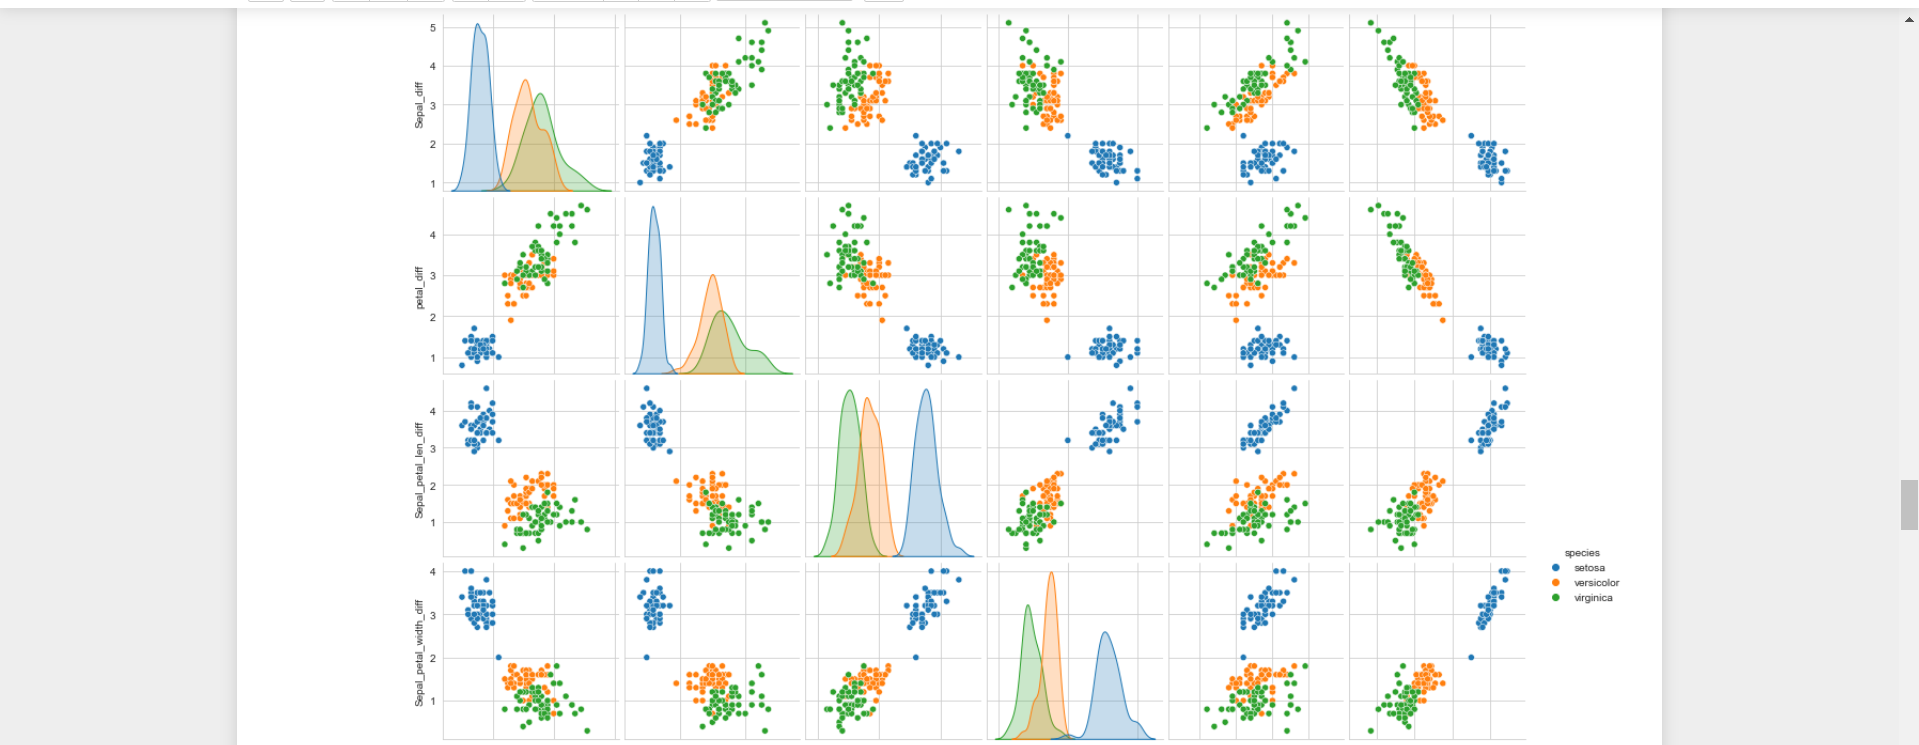 5
4
3
2
1
Sepal_diff
4
3
2
1
petal_diff
4
3
2
1
Sepal_petal_len_diff
4
3
2
1
Sepal_petal_width_diff
species
setosa
versicolor
virginica